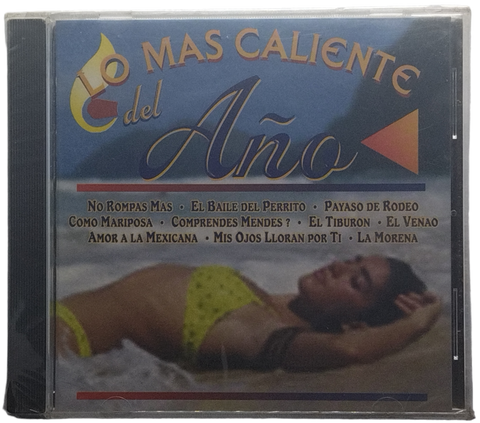 LO MAS CALIENTE
del
Año
NO ROMPAS MAS · EL BAILE DEL PERRITO · PAYASO DE RODEO
COMO MARIPOSA · COMPRENDES MENDES ? · EL TIBURON · EL VENAO
AMOR A LA MEXICANA · MIS OJOS LLORAN POR TI · LA MORENA